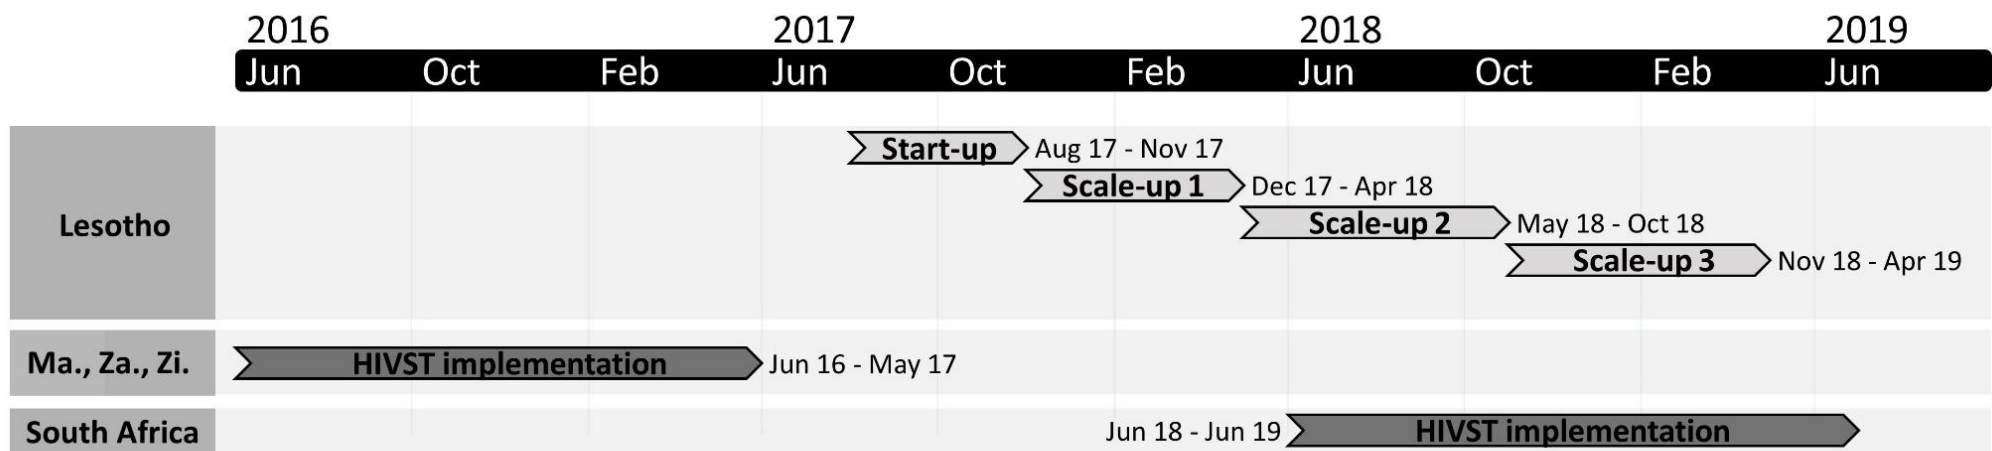 2016 2017 2018 2019
Jun Oct Feb Jun Oct Feb Jun Oct Feb Jun
Start-up Aug 17 - Nov 17
Scale-up 1 Dec 17 - Apr 18
Lesotho Scale-up 2 May 18 - Oct 18
Scale-up 3 Nov 18 - Apr 19
Ma., Za., Zi. HIVST implementation Jun 16 - May 17
South Africa Jun 18 - Jun 19 HIVST implementation